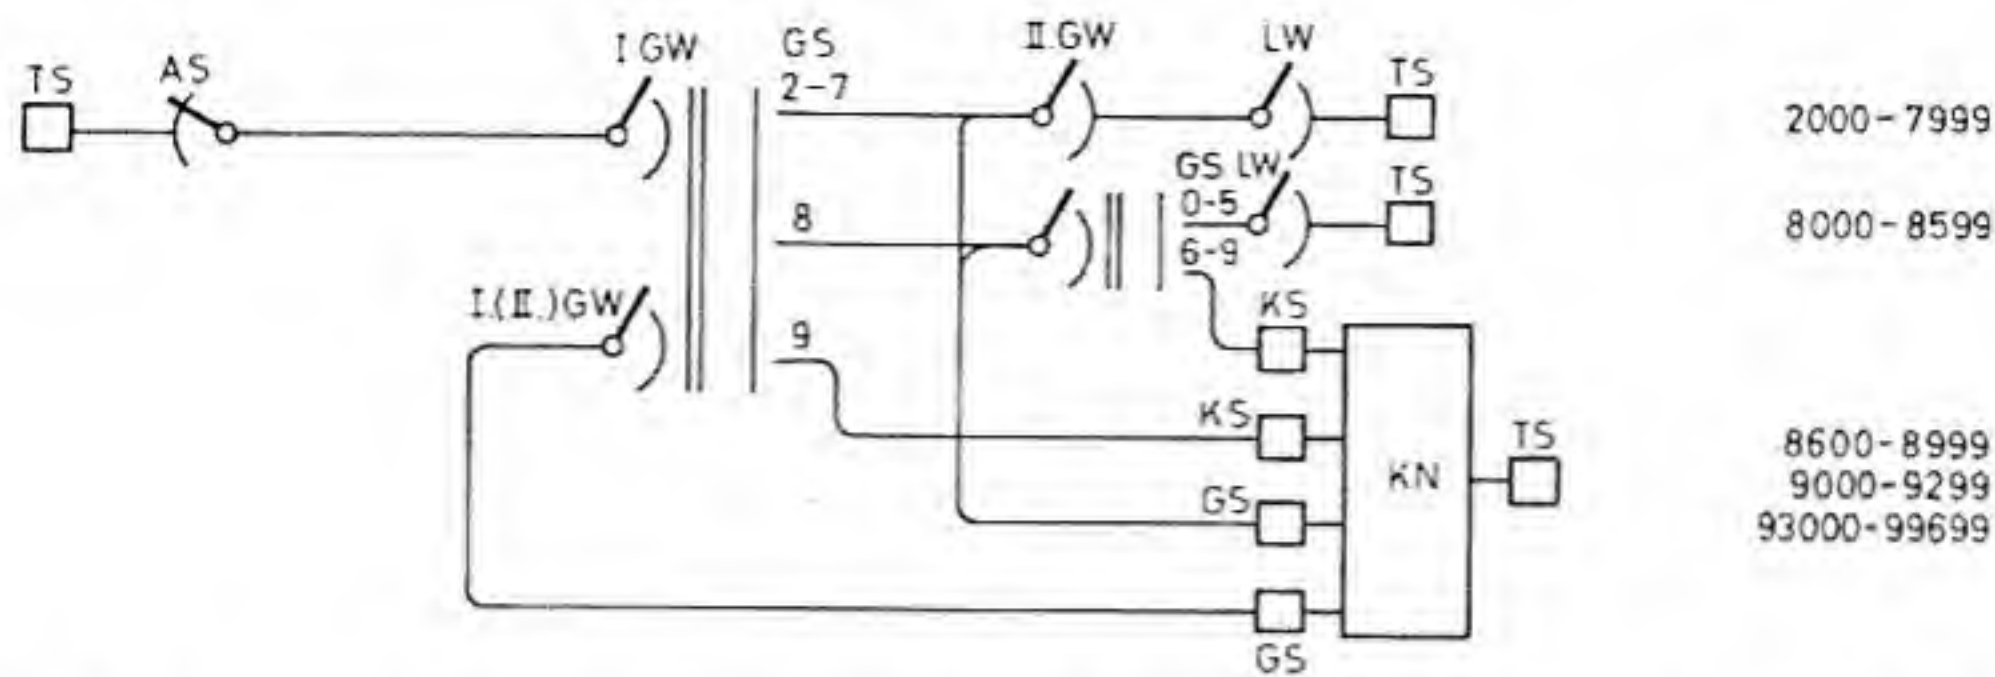 TS
AS
I GW
GS
2-7
II.GW
LW
TS
2000-7999
8
GS LW
0-5
6-9
TS
8000-8599
I.(II.)GW
9
KS
KS
GS
GS
KN
TS
8600-8999
9000-9299
93000-99699